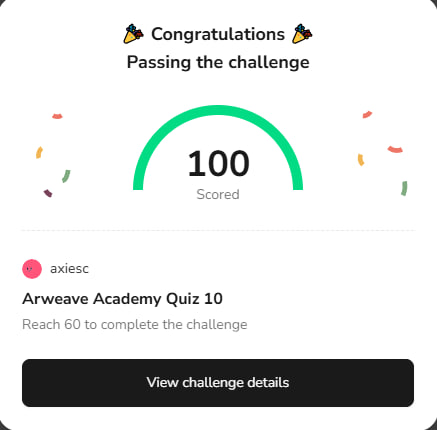 Congratulations
Passing the challenge
100
Scored
axiesc
Arweave Academy Quiz 10
Reach 60 to complete the challenge
View challenge details